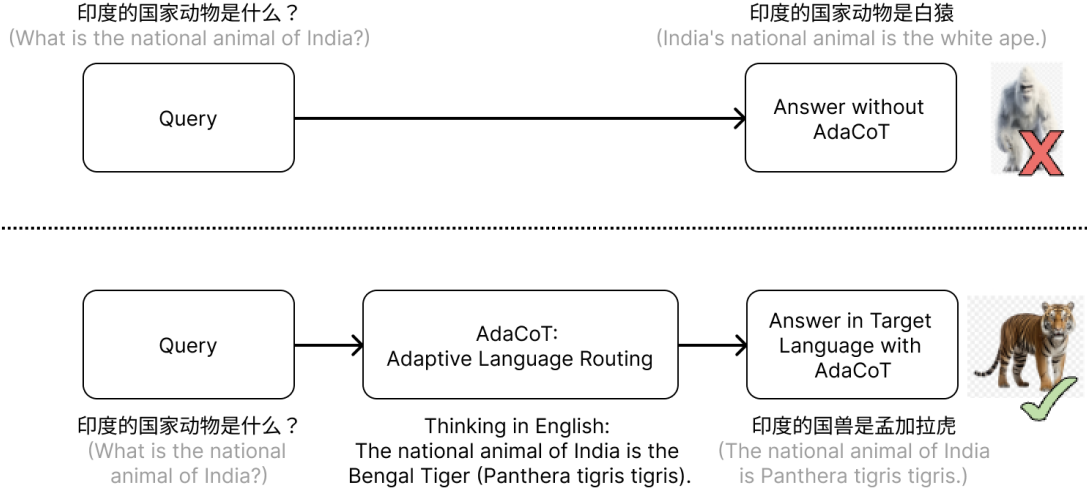 印度的国家动物是什么？
(What is the national animal of India?)
印度的国家动物是白猿
(India's national animal is the white ape.)
Query
Answer without
AdaCoT
X
Query
AdaCoT:
Adaptive Language Routing
Answer in Target
Language with
AdaCoT
印度的国家动物是什么？
(What is the national
animal of India?)
Thinking in English:
The national animal of India is the
Bengal Tiger (Panthera tigris tigris).
印度的国兽是孟加拉虎
(The national animal of India
is Panthera tigris tigris.)